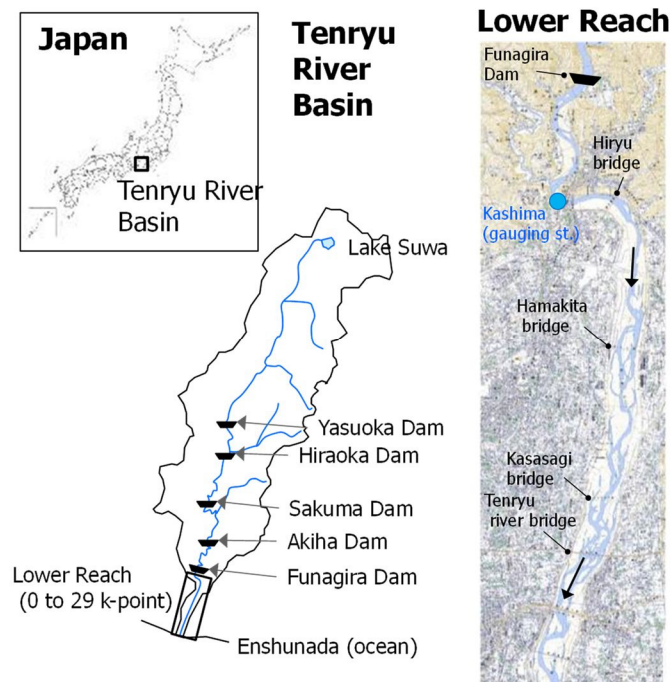 Japan
Tenryu River
Basin
Tenryu
River
Basin
Lake Suwa
Yasuoka Dam
Hiraoka Dam
Sakuma Dam
Akiha Dam
Funagira Dam
Lower Reach
(0 to 29 k-point)
Enshunada (ocean)
Lower Reach
Funagira
Dam
Hiryu
bridge
Kashima
(gauging st.)
Hamakita
bridge
Kasasagi
bridge
Tenryu
river bridge